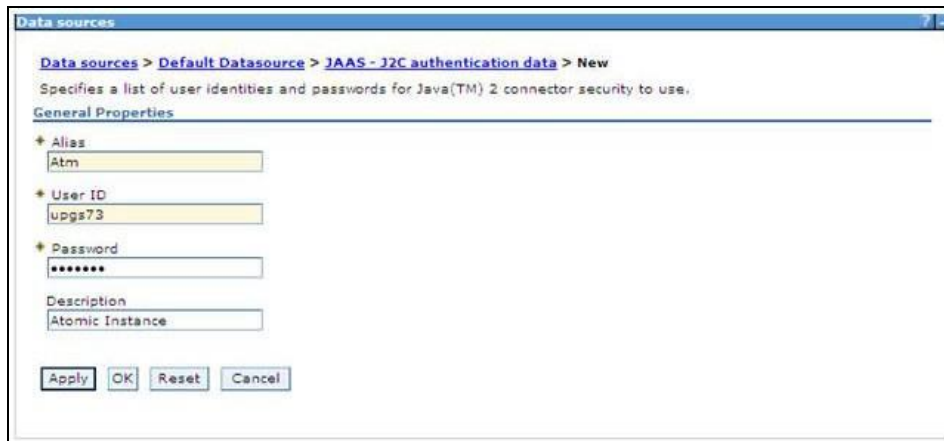 Data sources
?
Data sources > Default Datasource > JAAS - J2C authentication data > New
Specifies a list of user identities and passwords for Java(TM) 2 connector security to use.
General Properties
Alias
Atm
User ID
upgs73
Password
•••••••
Description
Atomic Instance
Apply OK Reset Cancel